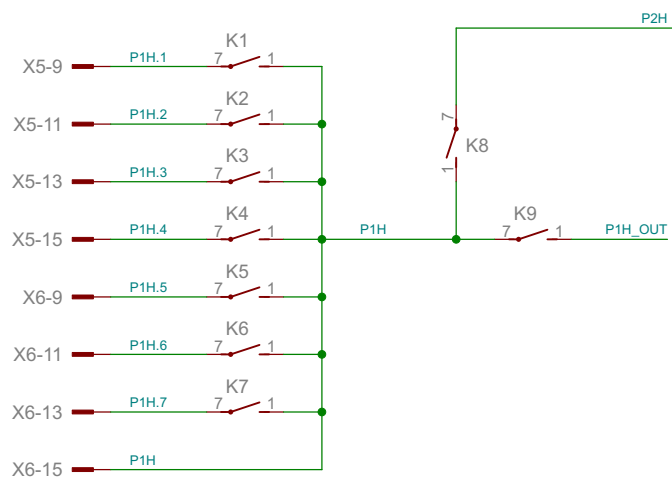 P2H
X5-9 P1H.1 7 K1 1
X5-11 P1H.2 7 K2 1
7 K8 1
X5-13 P1H.3 7 K3 1
X5-15 P1H.4 7 K4 1 P1H 7 K9 1 P1H_OUT
X6-9 P1H.5 7 K5 1
X6-11 P1H.6 7 K6 1
X6-13 P1H.7 7 K7 1
X6-15 P1H